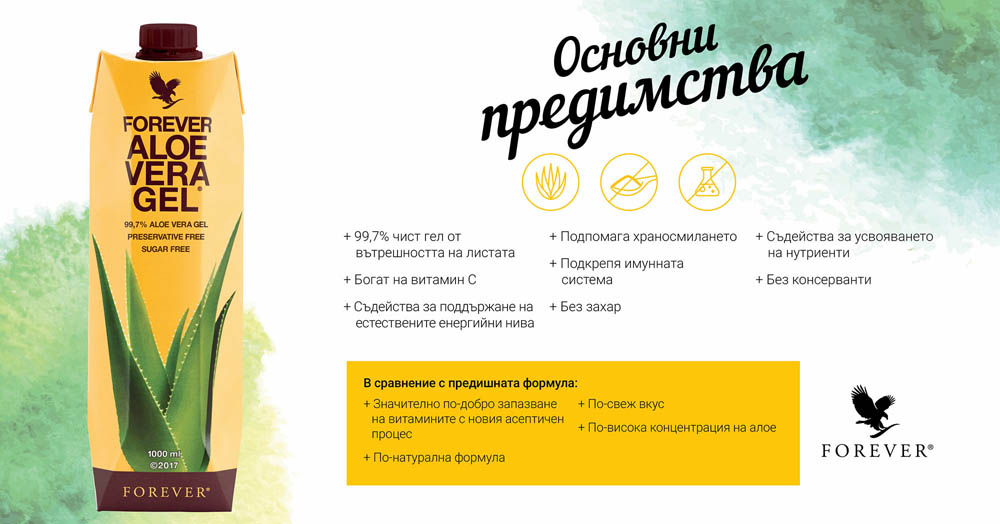 FOREVER
ALOE
VERA
GEL®
99,7% ALOE VERA GEL
PRESERVATIVE FREE
SUGAR FREE
1000 ml
©2017
FOREVER®
Основни
предимства
+ 99,7% чист гел от
вътрешността на листата
+ Богат на витамин С
+ Съдейства за поддържане на
естествените енергийни нива
+ Подпомага храносмилането
+ Подкрепя имунната
система
+ Без захар
+ Съдейства за усвояването
на нутриенти
+ Без консерванти
В сравнение с предишната формула:
+ Значително по-добро запазване
на витамините с новия асептичен
процес
+ По-натурална формула
+ По-свеж вкус
+ По-висока концентрация на алое
FOREVER®